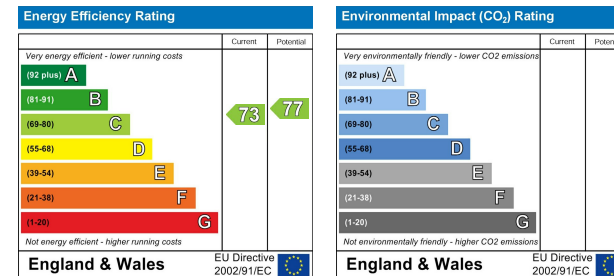 Energy Efficiency Rating
Current Potential
Very energy efficient - lower running costs
(92 plus) A
(81-91) B
(69-80) C
(55-68) D
(39-54) E
(21-38) F
(1-20) G
73
77
Not energy efficient - higher running costs
England & Wales
EU Directive
2002/91/EC
Environmental Impact (CO₂) Rating
Current Poten
Very environmentally friendly - lower CO2 emissions
(92 plus) A
(81-91) B
(69-80) C
(55-68) D
(39-54) E
(21-38) F
(1-20) G
Not environmentally friendly - higher CO2 emissions
England & Wales
EU Directive
2002/91/EC